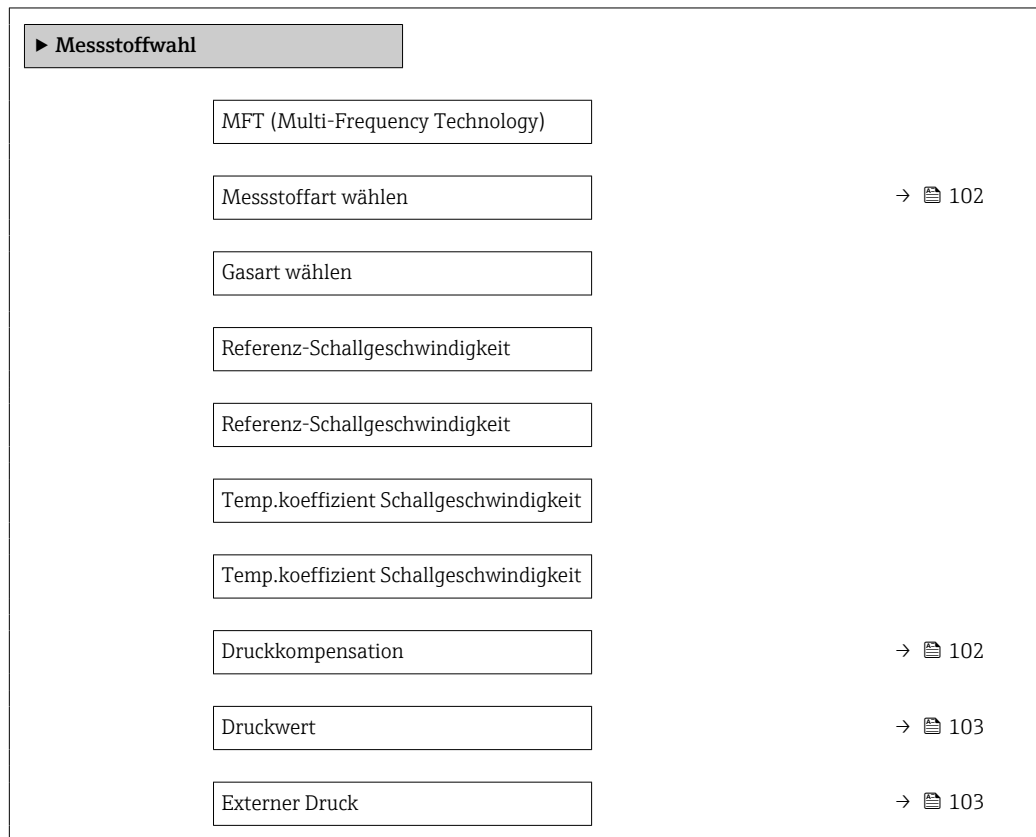 ▶ Messstoffwahl
MFT (Multi-Frequency Technology)
Messstoffart wählen → 102
Gasart wählen
Referenz-Schallgeschwindigkeit
Referenz-Schallgeschwindigkeit
Temp.koeffizient Schallgeschwindigkeit
Temp.koeffizient Schallgeschwindigkeit
Druckkompensation → 102
Druckwert → 103
Externer Druck → 103